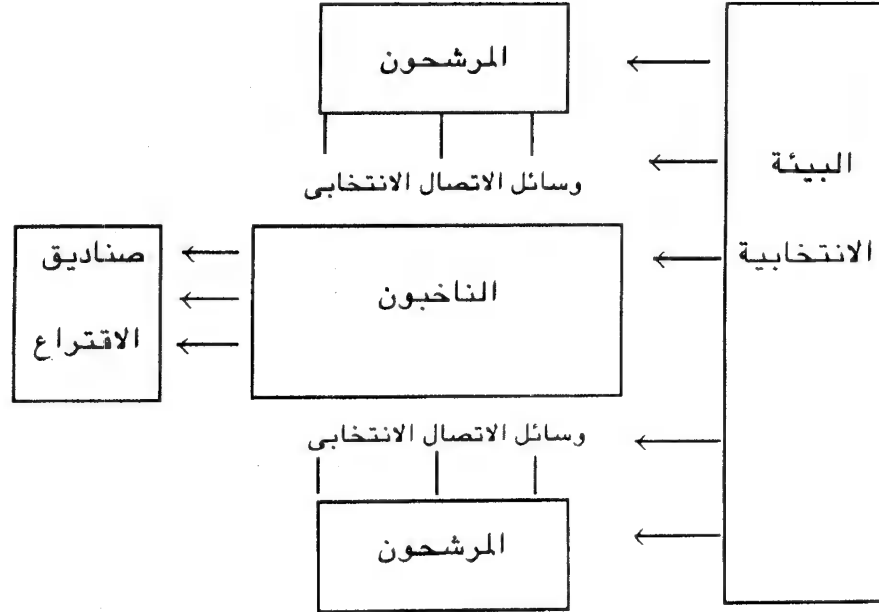 المرشحون
البيئة
وسائل الاتصال الانتخابى
الانتخابية
صناديق
الناخبون
الاقتراع
وسائل الاتصال الانتخابى
المرشحون